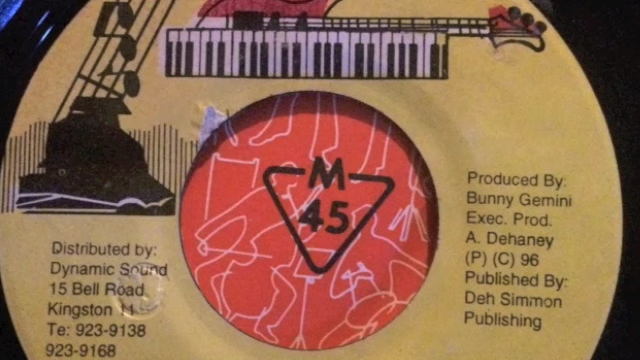 M
45
Distributed by:
Dynamic Sound
15 Bell Road
Kingston 11
Te: 923-9138
923-9168
Produced By:
Bunny Gemini
Exec. Prod.
A. Dehaney
(P) (C) 96
Published By:
Deh Simmon
Publishing